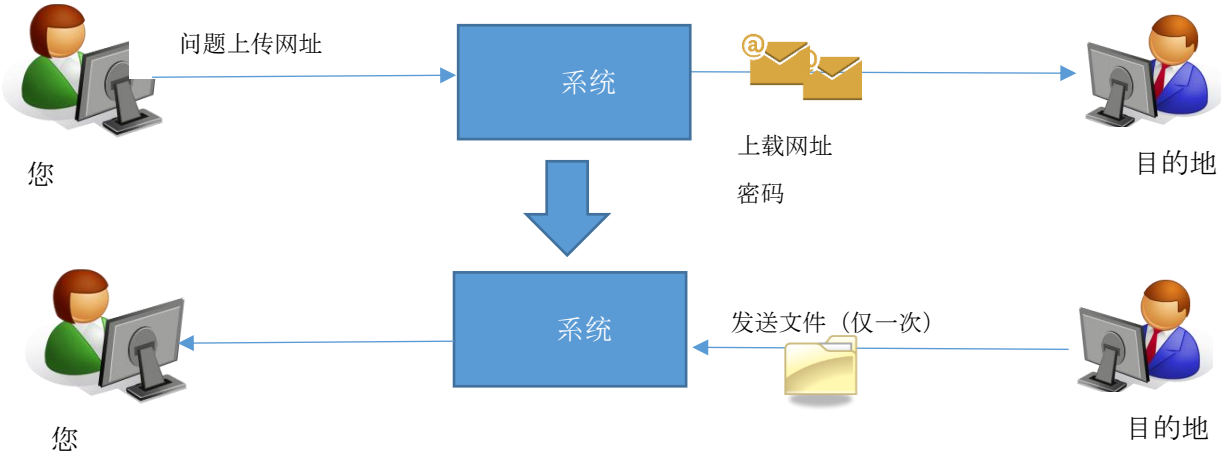 问题上传网址
系统
上载网址
密码
您
目的地
系统
发送文件（仅一次）
您
目的地